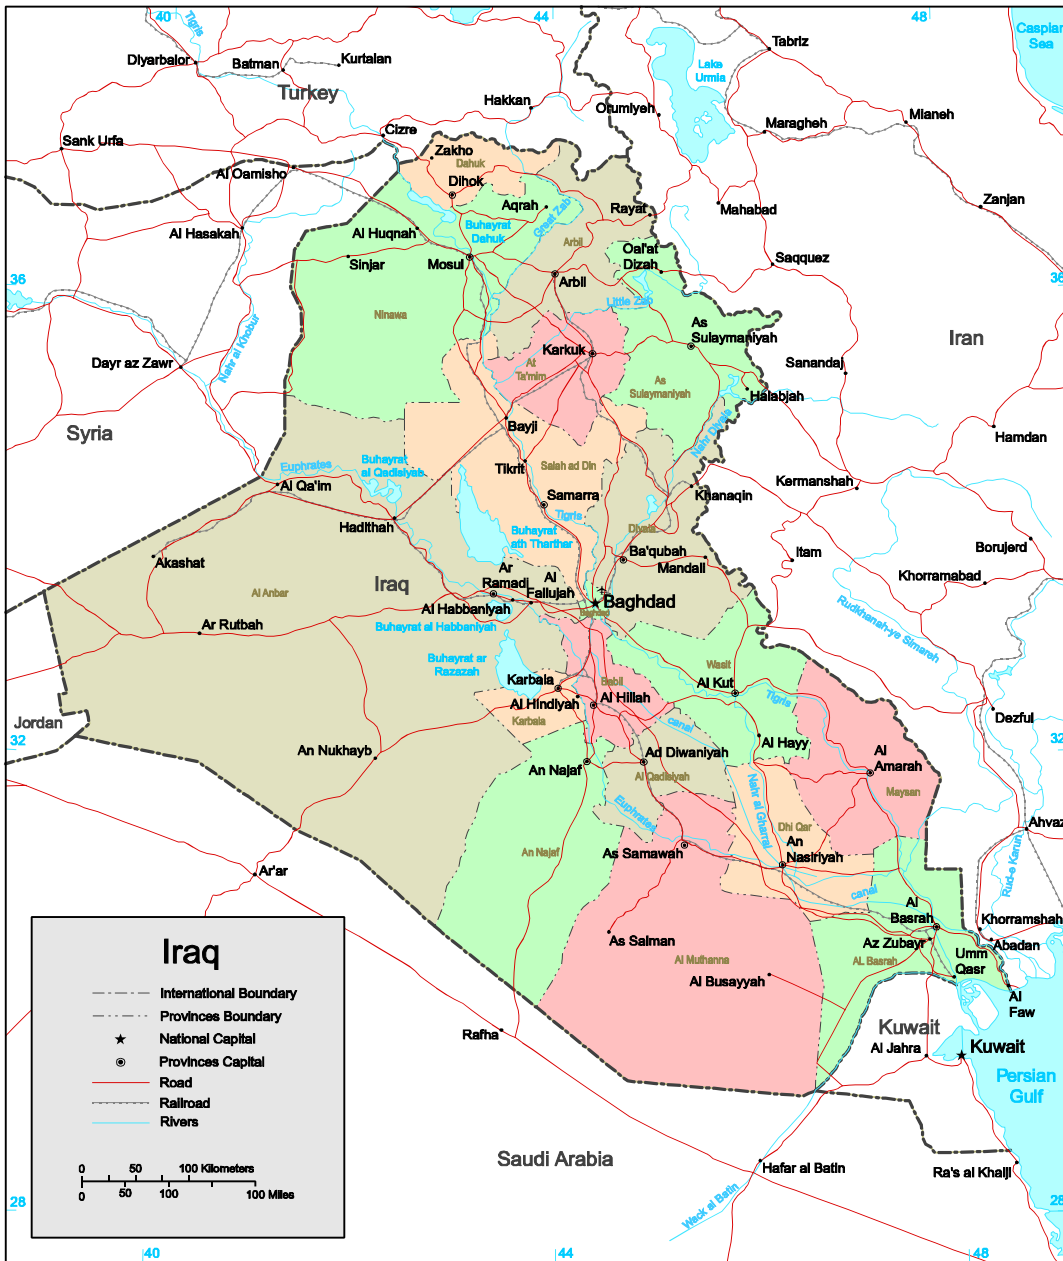 40
44
48
Tigris
Caspian
Sea
Tabriz
Diyarbalor
Batman
Kurtalan
Lake
Urmia
Turkey
Hakkan
Orumiyeh
Mianeh
Maragheh
Cizre
Sank Urfa
Zakho
Dahuk
Al Qamisho
Dihok
Aqrah
Great Zab
Rayat
Mahabad
Zanjan
Al Hasakah
Al Huqnah
Buhayrat
Dahuk
Arbil
Qal'at
Dizah
Saqquez
Sinjar
Mosul
Arbil
36
36
Little Zab
Ninawa
As
Sulaymaniyah
Iran
Nahr al Khobur
Karkuk
At
Ta'mim
Dayr az Zawr
Sanandaj
As
Sulaymaniyah
Halabjah
Syria
Bayji
Nahr Diyala
Hamdan
Euphrates
Buhayrat
al Qadisiyah
Tikrit
Salah ad Din
Al Qa'im
Samarra
Khanaqin
Kermanshah
Hadithah
Tigris
Buhayrat
ath Tharthar
Diyala
Akashat
Ba'qubah
Mandali
Itam
Borujerd
Iraq
Ar
Ramadi
Al
Fallujah
Khorramabad
Al Anbar
Al Habbaniyah
Baghdad
Baghdad
Rudkhanah-ye Simareh
Ar Rutbah
Buhayrat al Habbaniyah
Buhayrat ar
Razazah
Wasit
Karbala
Babil
Al Kut
Al Hindiyah
Al Hillah
Tigris
Jordan
Karbala
canal
Dezful
32
32
An Nukhayb
Ad Diwaniyah
Al Hayy
Al
Amarah
An Najaf
Al Qadisiyah
Maysan
Nahr al Gharraf
Euphrates
Dhi Qar
Ahvaz
An Najaf
As Samawah
An
Nasiriyah
Rud-e Karun
Ar'ar
canal
Al
Basrah
Khorramshah
As Salman
Az Zubayr
Abadan
Al Muthanna
AL Basrah
Umm
Qasr
Al Busayyah
Al
Faw
Rafha
Kuwait
Al Jahra
Kuwait
Persian
Gulf
Saudi Arabia
Hafar al Batin
Ra's al Khafji
Weck al Batin
28
28
40
44
48
Iraq
International Boundary
Provinces Boundary
National Capital
Provinces Capital
Road
Railroad
Rivers
0 50 100 Kilometers
0 50 100 100 Miles